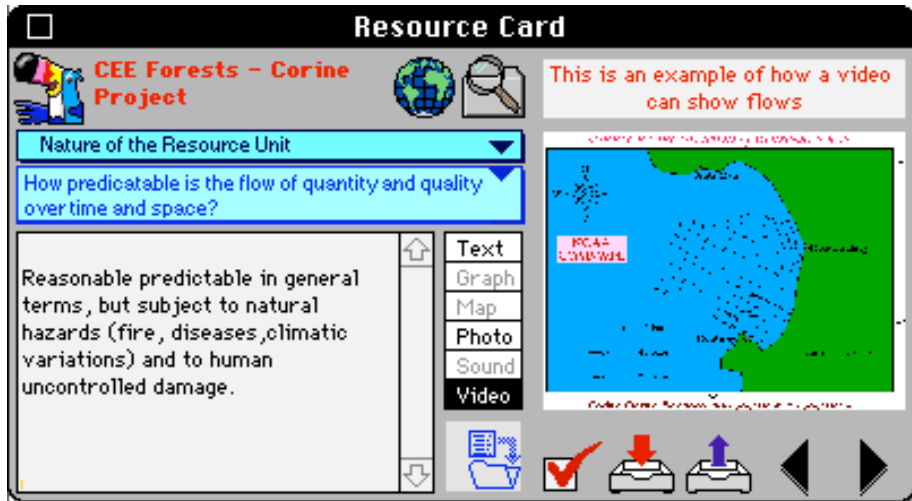 Resource Card
CEE Forests - Corine
Project
This is an example of how a video
can show flows
Nature of the Resource Unit
How predicatable is the flow of quantity and quality
over time and space?
Reasonable predictable in general
terms, but subject to natural
hazards (fire, diseases,climatic
variations) and to human
uncontrolled damage.
Text
Graph
Map
Photo
Sound
Video